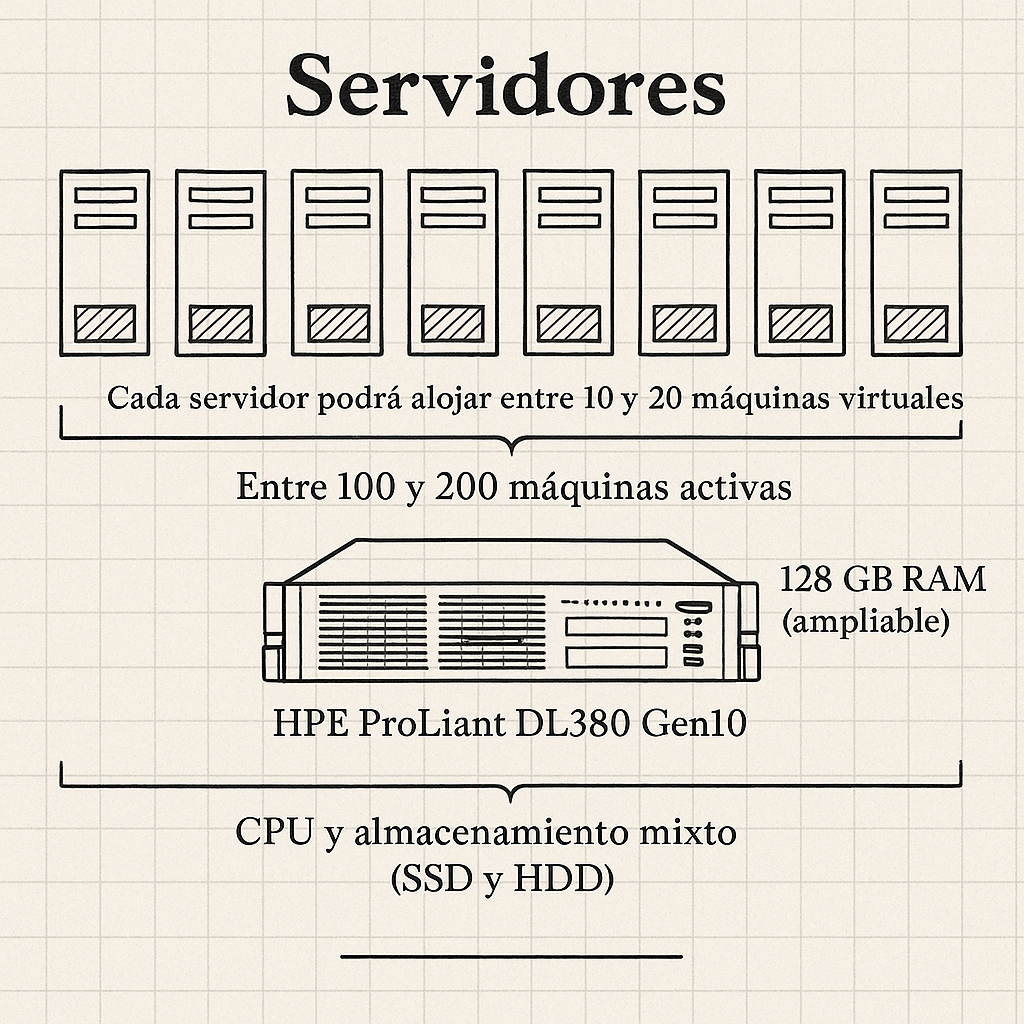 Servidores
Cada servidor podrá alojar entre 10 y 20 máquinas virtuales
Entre 100 y 200 máquinas activas
128 GB RAM
(ampliable)
HPE ProLiant DL380 Gen10
CPU y almacenamiento mixto
(SSD y HDD)